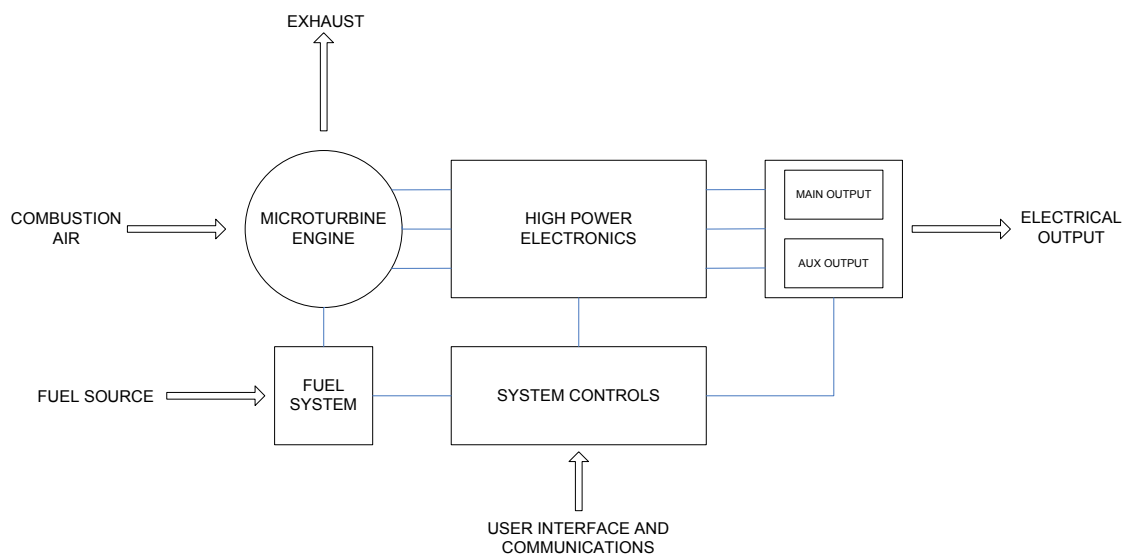 EXHAUST
COMBUSTION
AIR
MICROTURBINE
ENGINE
HIGH POWER
ELECTRONICS
MAIN OUTPUT
AUX OUTPUT
ELECTRICAL
OUTPUT
FUEL SOURCE
FUEL
SYSTEM
SYSTEM CONTROLS
USER INTERFACE AND
COMMUNICATIONS